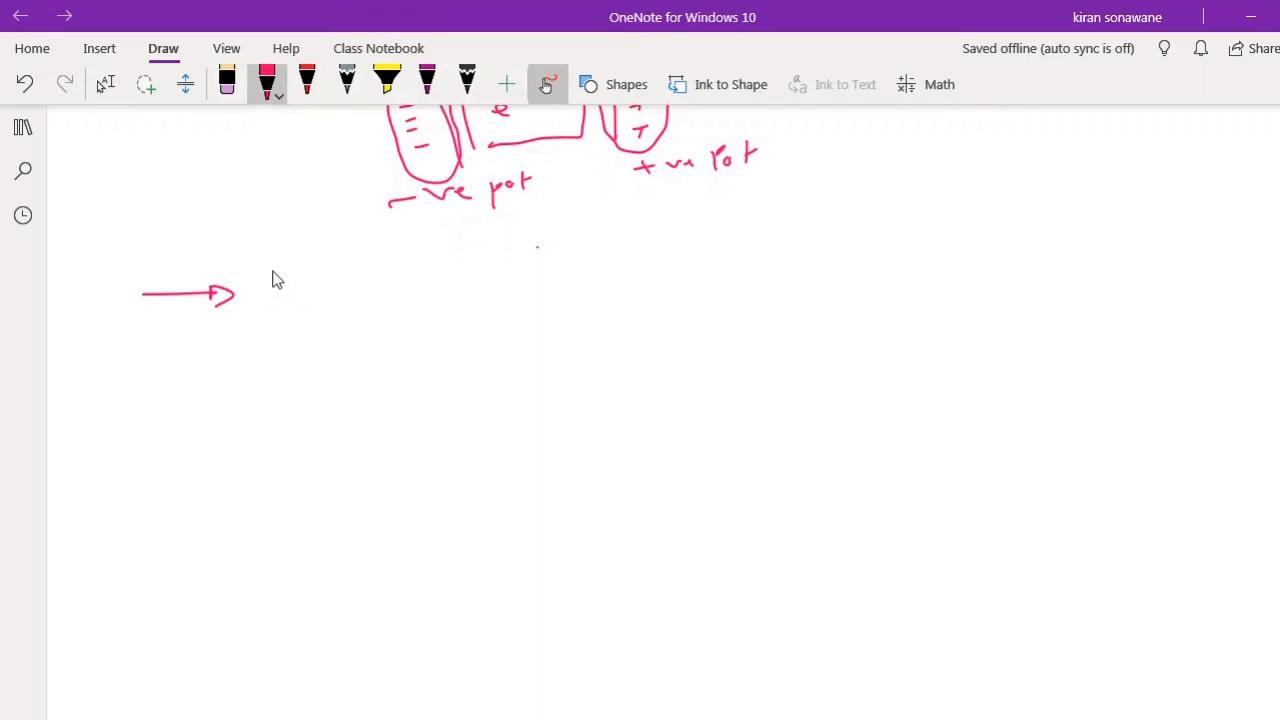 OneNote for Windows 10
kiran sonawane
Home Insert Draw View Help Class Notebook
Saved offline (auto sync is off)
Share
Shapes
Ink to Shape
Ink to Text
Math
e
+ ve pot
- ve pot